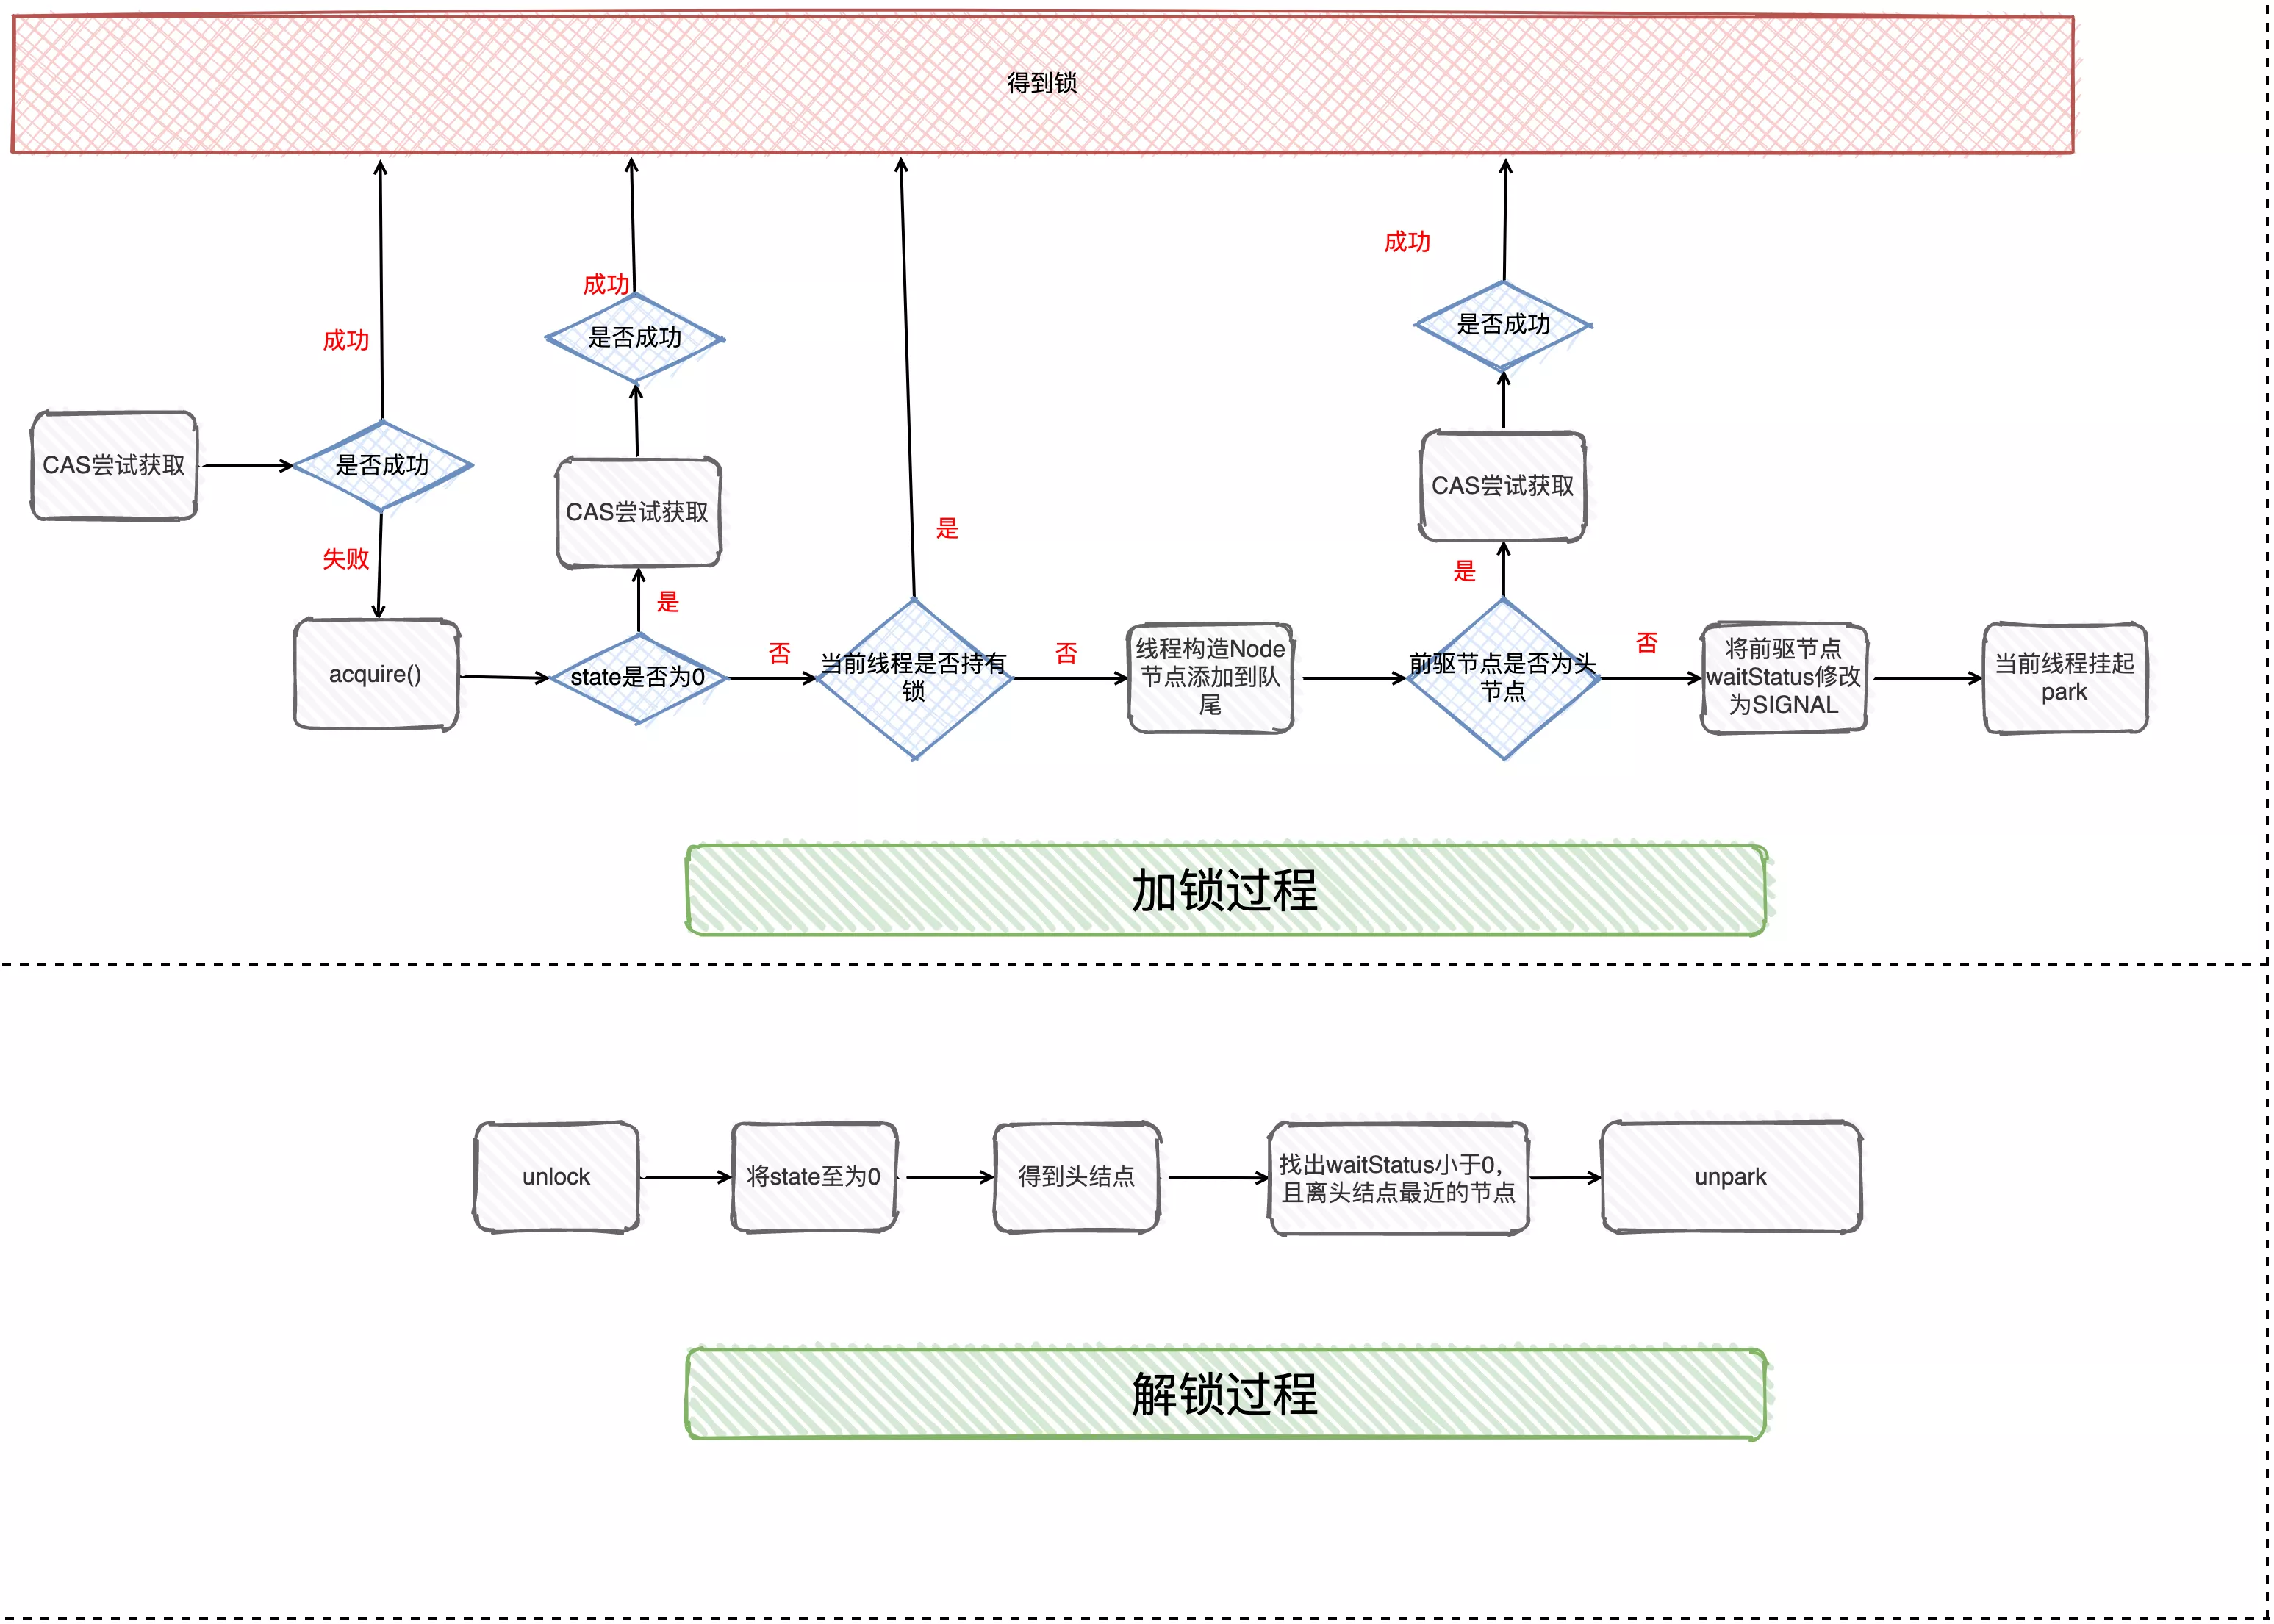 得到锁
成功
成功
成功
是否成功
是否成功
CAS尝试获取
是否成功
CAS尝试获取
CAS尝试获取
是
失败
是
是
acquire()
state是否为0
否
当前线程是否持有
锁
否
线程构造Node
节点添加到队
尾
前驱节点是否为头
节点
否
将前驱节点
waitStatus修改
为SIGNAL
当前线程挂起
park
加锁过程
unlock
将state至为0
得到头结点
找出waitStatus小于0，
且离头结点最近的节点
unpark
解锁过程